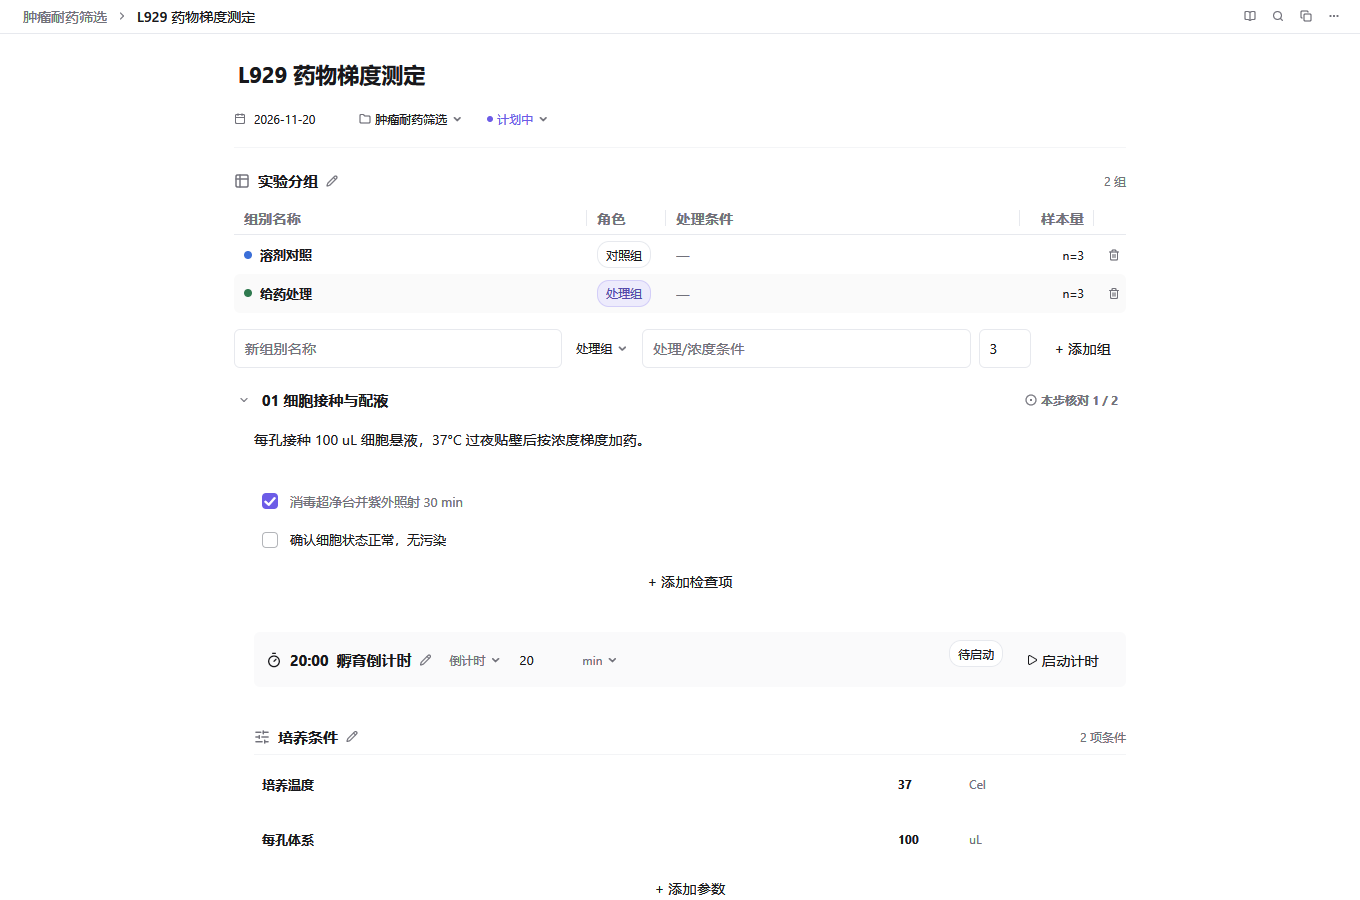 肿瘤耐药筛选 > L929 药物梯度测定
L929 药物梯度测定
2026-11-20 肿瘤耐药筛选 计划中
实验分组 2 组
组别名称 角色 处理条件 样本量
溶剂对照 对照组 — n=3
给药处理 处理组 — n=3
新组别名称 处理组 处理/浓度条件 3 + 添加组
01 细胞接种与配液 本步核对 1 / 2
每孔接种 100 uL 细胞悬液，37°C 过夜贴壁后按浓度梯度加药。
消毒超净台并紫外照射 30 min
确认细胞状态正常，无污染
+ 添加检查项
20:00 孵育倒计时 倒计时 20 min 待启动 启动计时
培养条件 2 项条件
培养温度 37 Cel
每孔体系 100 uL
+ 添加参数